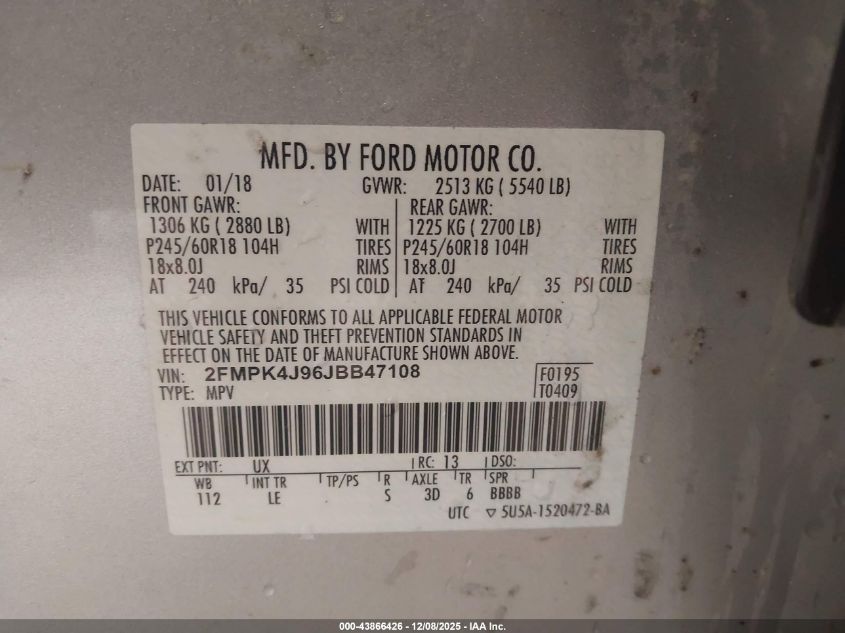 MFD. BY FORD MOTOR CO.
DATE: 01/18 GVWR: 2513 KG ( 5540 LB)
FRONT GAWR: REAR GAWR:
1306 KG ( 2880 LB) WITH 1225 KG ( 2700 LB) WITH
P245/60R18 104H TIRES P245/60R18 104H TIRES
18x8.0J RIMS 18x8.0J RIMS
AT 240 kPa/ 35 PSI COLD AT 240 kPa/ 35 PSI COLD
THIS VEHICLE CONFORMS TO ALL APPLICABLE FEDERAL MOTOR
VEHICLE SAFETY AND THEFT PREVENTION STANDARDS IN
EFFECT ON THE DATE OF MANUFACTURE SHOWN ABOVE.
VIN: 2FMPK4J96JBB47108 F0195
TYPE: MPV T0409
EXT PNT: UX RC: 13 DSO:
WB INT TR TP/PS R AXLE TR SPR
112 LE S 3D 6 BBBB
UTC ▽ 5U5A-1520472-BA
000-43866426 - 12/08/2025 - IAA Inc.